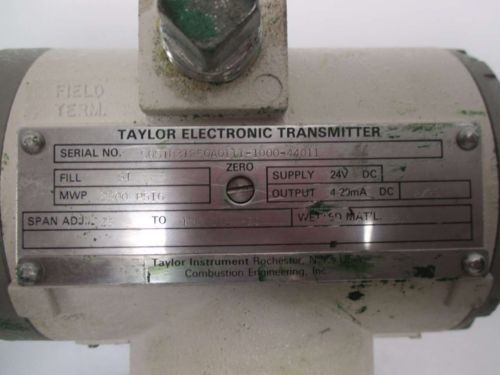 FIELD
TERM.
TAYLOR ELECTRONIC TRANSMITTER
SERIAL NO.
ZERO
FILL
SUPPLY 24V DC
MWP PSIG
OUTPUT 4-20mA DC
SPAN ADJ. TO
WETTED MAT'L.
Taylor Instrument Rochester, N.Y. USA
Combustion Engineering, Inc.